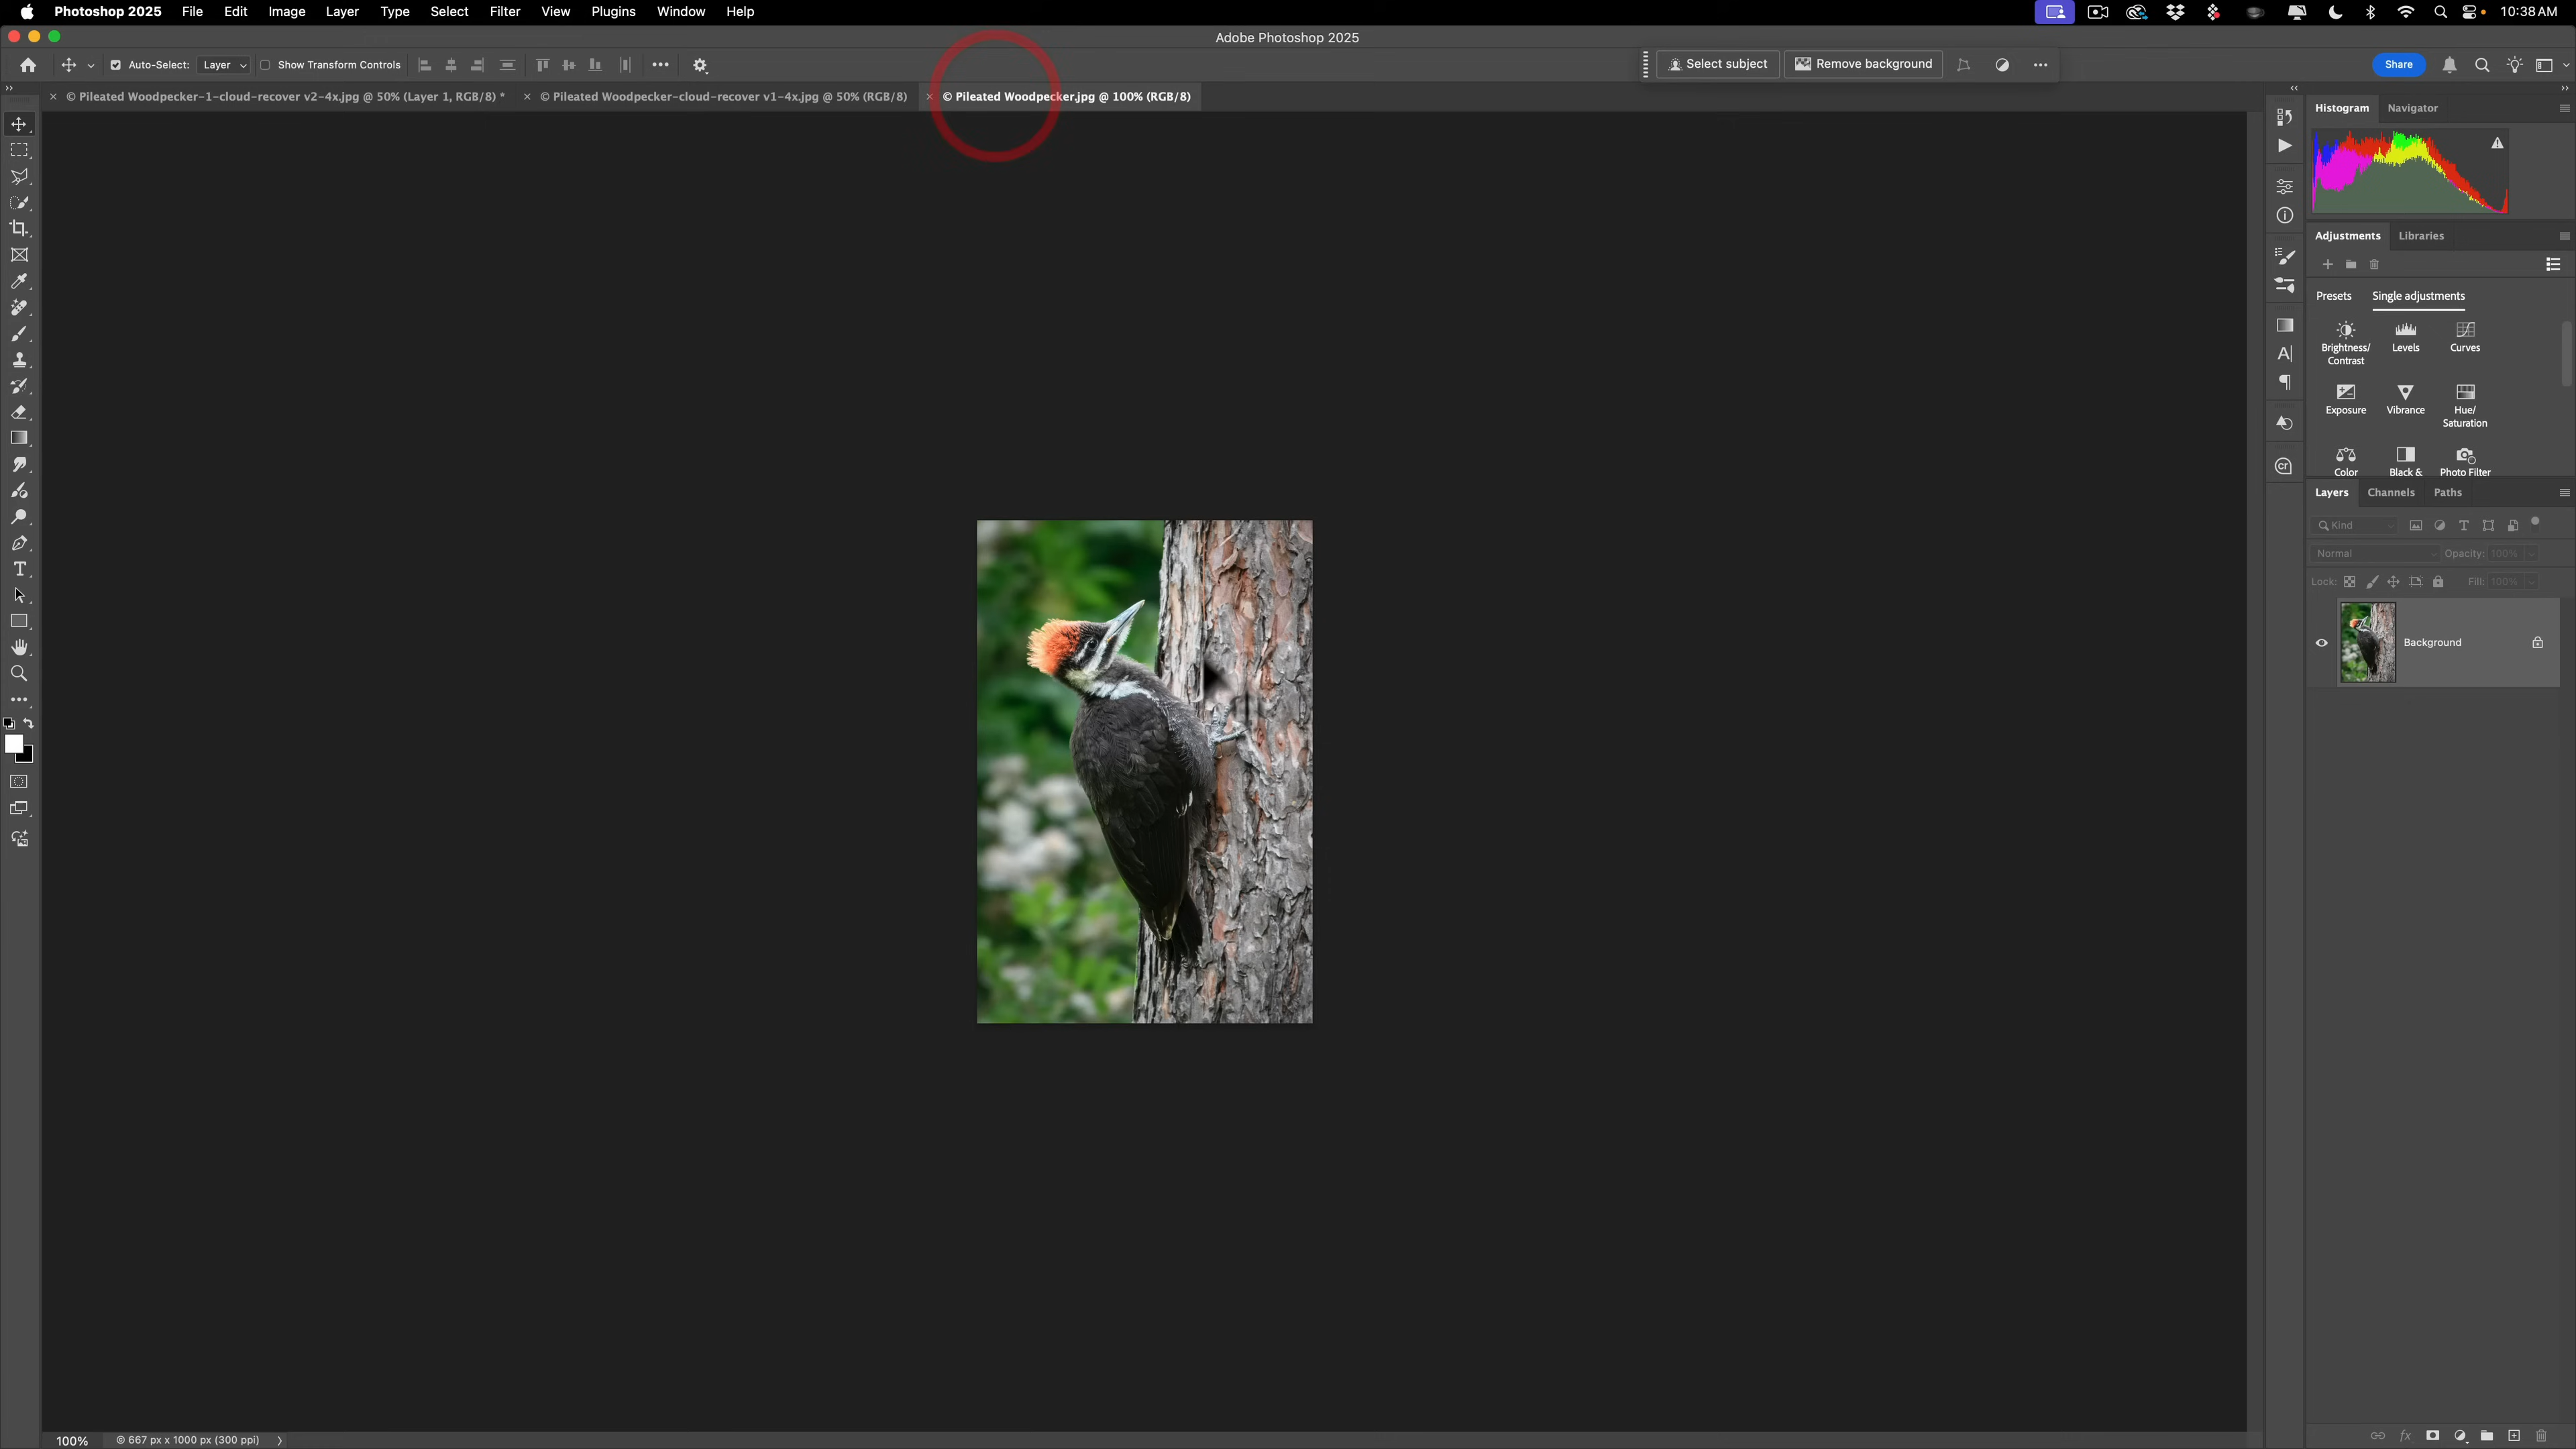 Photoshop 2025 File Edit Image Layer Type Select Filter View Plugins Window Help 10:38 AM
Adobe Photoshop 2025
Auto-Select: Layer Show Transform Controls Select subject Remove background Share
© Pileated Woodpecker-1-cloud-recover v2-4x.jpg @ 50% (Layer 1, RGB/8) * © Pileated Woodpecker-cloud-recover v1-4x.jpg @ 50% (RGB/8) © Pileated Woodpecker.jpg @ 100% (RGB/8)
Histogram Navigator
Adjustments Libraries
Presets Single adjustments
Brightness/ Levels Curves
Contrast
Exposure Vibrance Hue/
Saturation
Color Black & Photo Filter
Layers Channels Paths
Kind
Normal Opacity: 100%
Lock: Fill: 100%
Background
100% © 667 px x 1000 px (300 ppi)